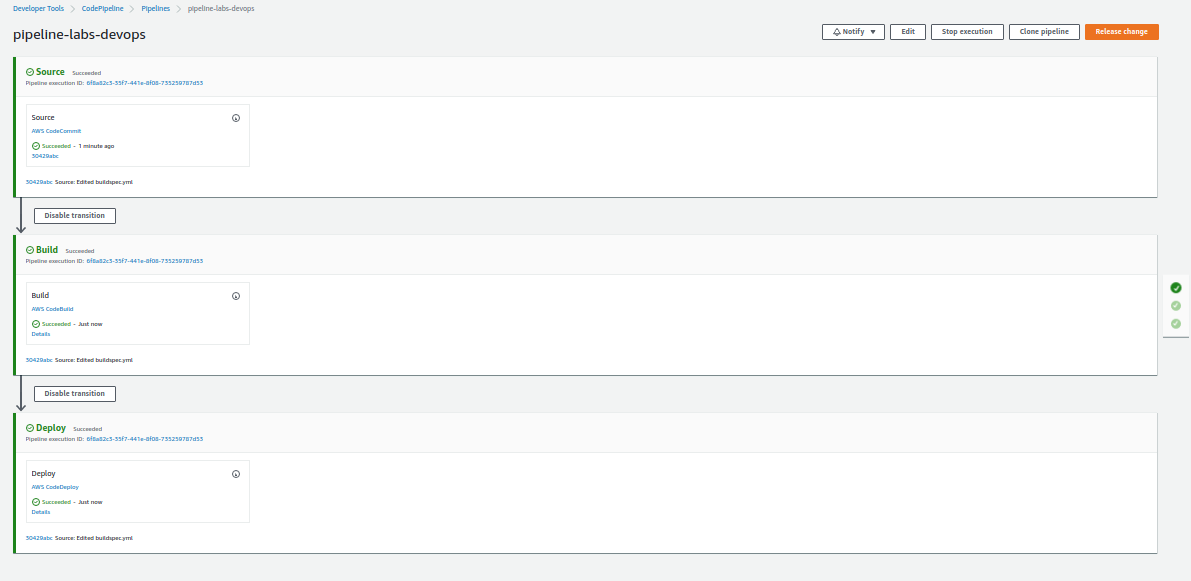 Developer Tools > CodePipeline > Pipelines > pipeline-labs-devops
pipeline-labs-devops
Notify ▼ Edit Stop execution Clone pipeline Release change
Source Succeeded
Pipeline execution ID: 6f8a82c3-35f7-441e-8f08-735259787d53
Source
AWS CodeCommit
Succeeded - 1 minute ago
30429abc
30429abc Source: Edited buildspec.yml
Disable transition
Build Succeeded
Pipeline execution ID: 6f8a82c3-35f7-441e-8f08-735259787d53
Build
AWS CodeBuild
Succeeded - Just now
Details
30429abc Source: Edited buildspec.yml
Disable transition
Deploy Succeeded
Pipeline execution ID: 6f8a82c3-35f7-441e-8f08-735259787d53
Deploy
AWS CodeDeploy
Succeeded - Just now
Details
30429abc Source: Edited buildspec.yml